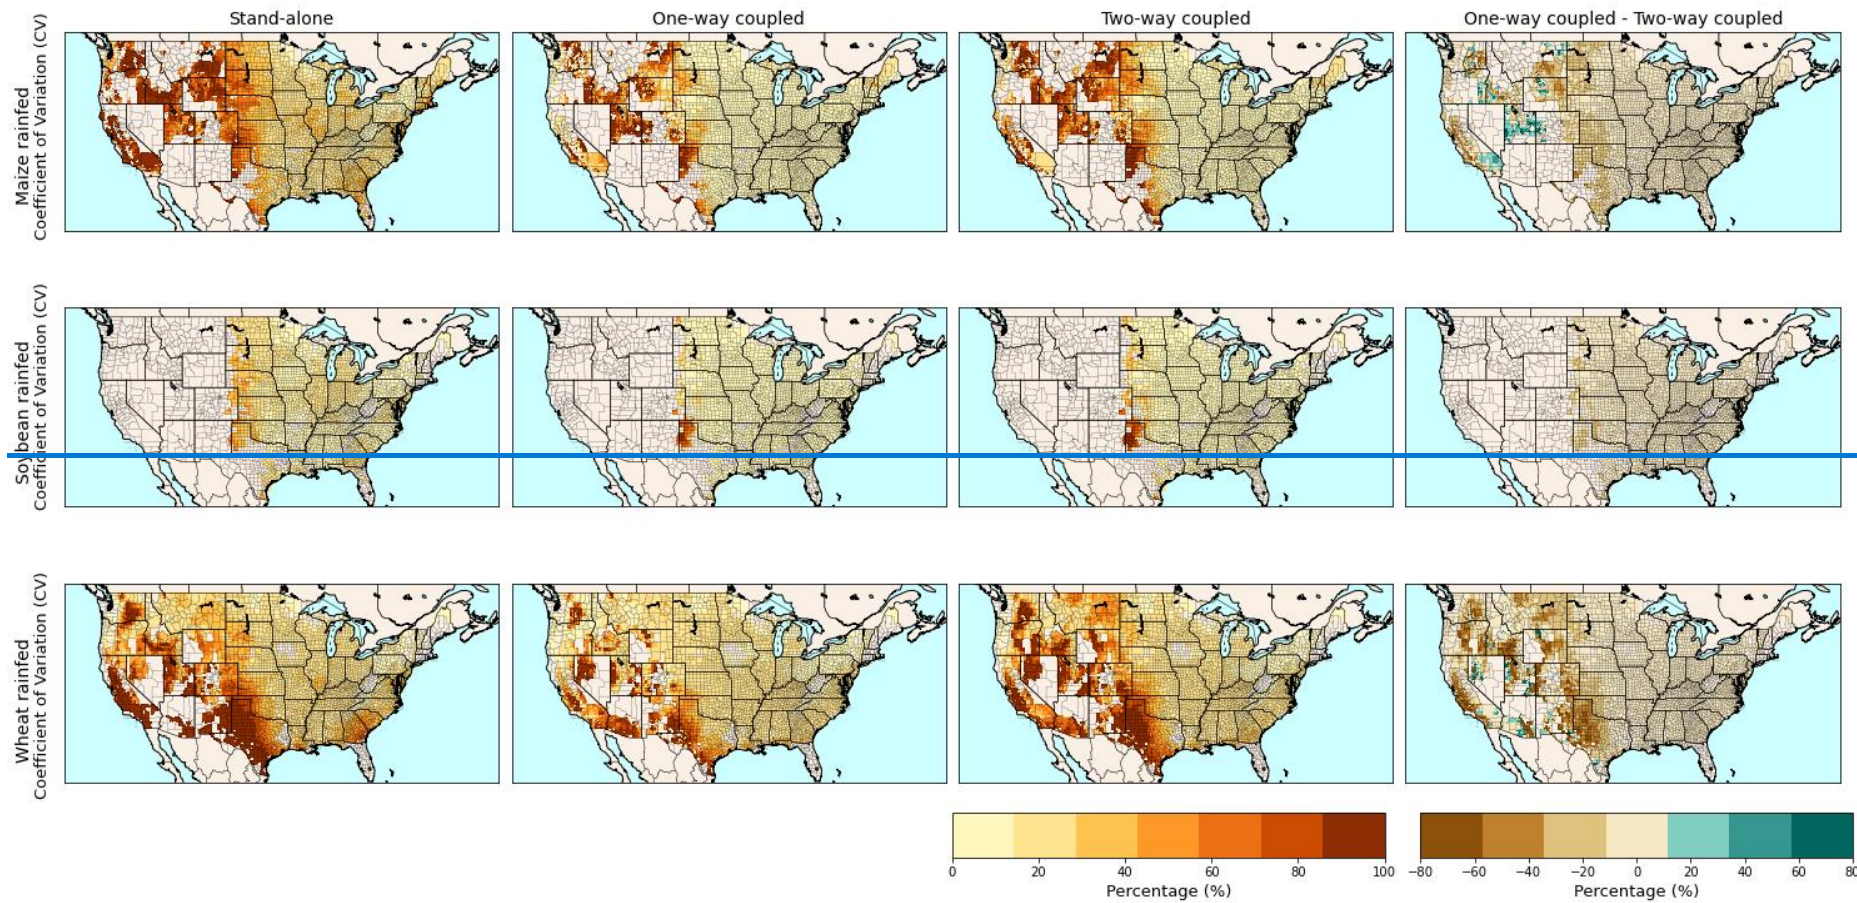 Stand-alone
One-way coupled
Two-way coupled
One-way coupled - Two-way coupled
Maize rainfed
Coefficient of Variation (CV)
Soybean rainfed
Coefficient of Variation (CV)
Wheat rainfed
Coefficient of Variation (CV)
0 20 40 60 80 100
Percentage (%)
−80 −60 −40 −20 0 20 40 60 80
Percentage (%)